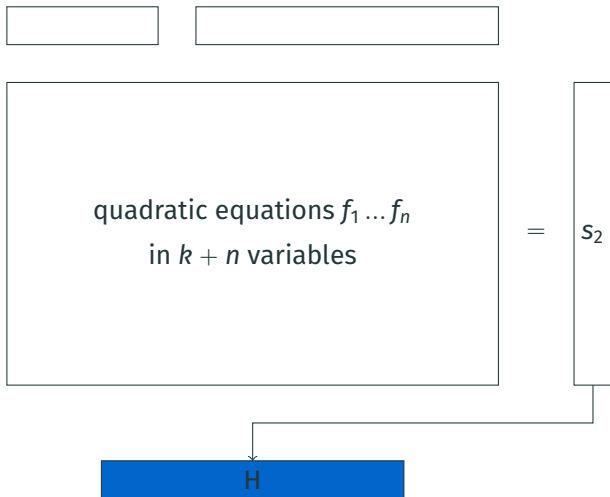 quadratic equations f₁ … fₙ
in k + n variables
=
s₂
H